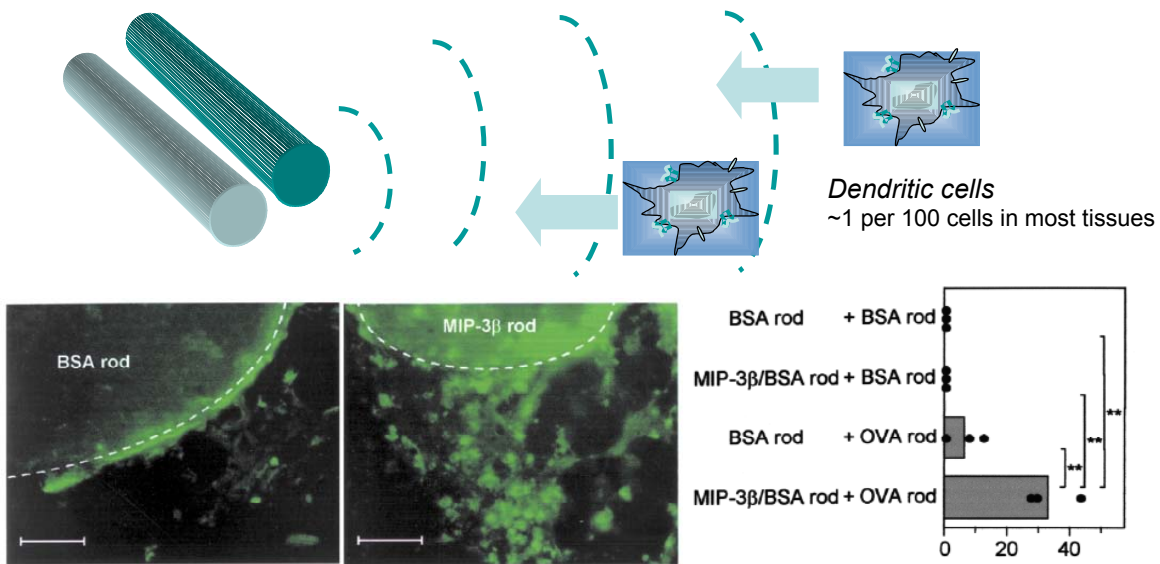 Dendritic cells
~1 per 100 cells in most tissues
BSA rod
MIP-3β rod
BSA rod + BSA rod
MIP-3β/BSA rod + BSA rod
BSA rod + OVA rod
MIP-3β/BSA rod + OVA rod
**
**
**
0 20 40